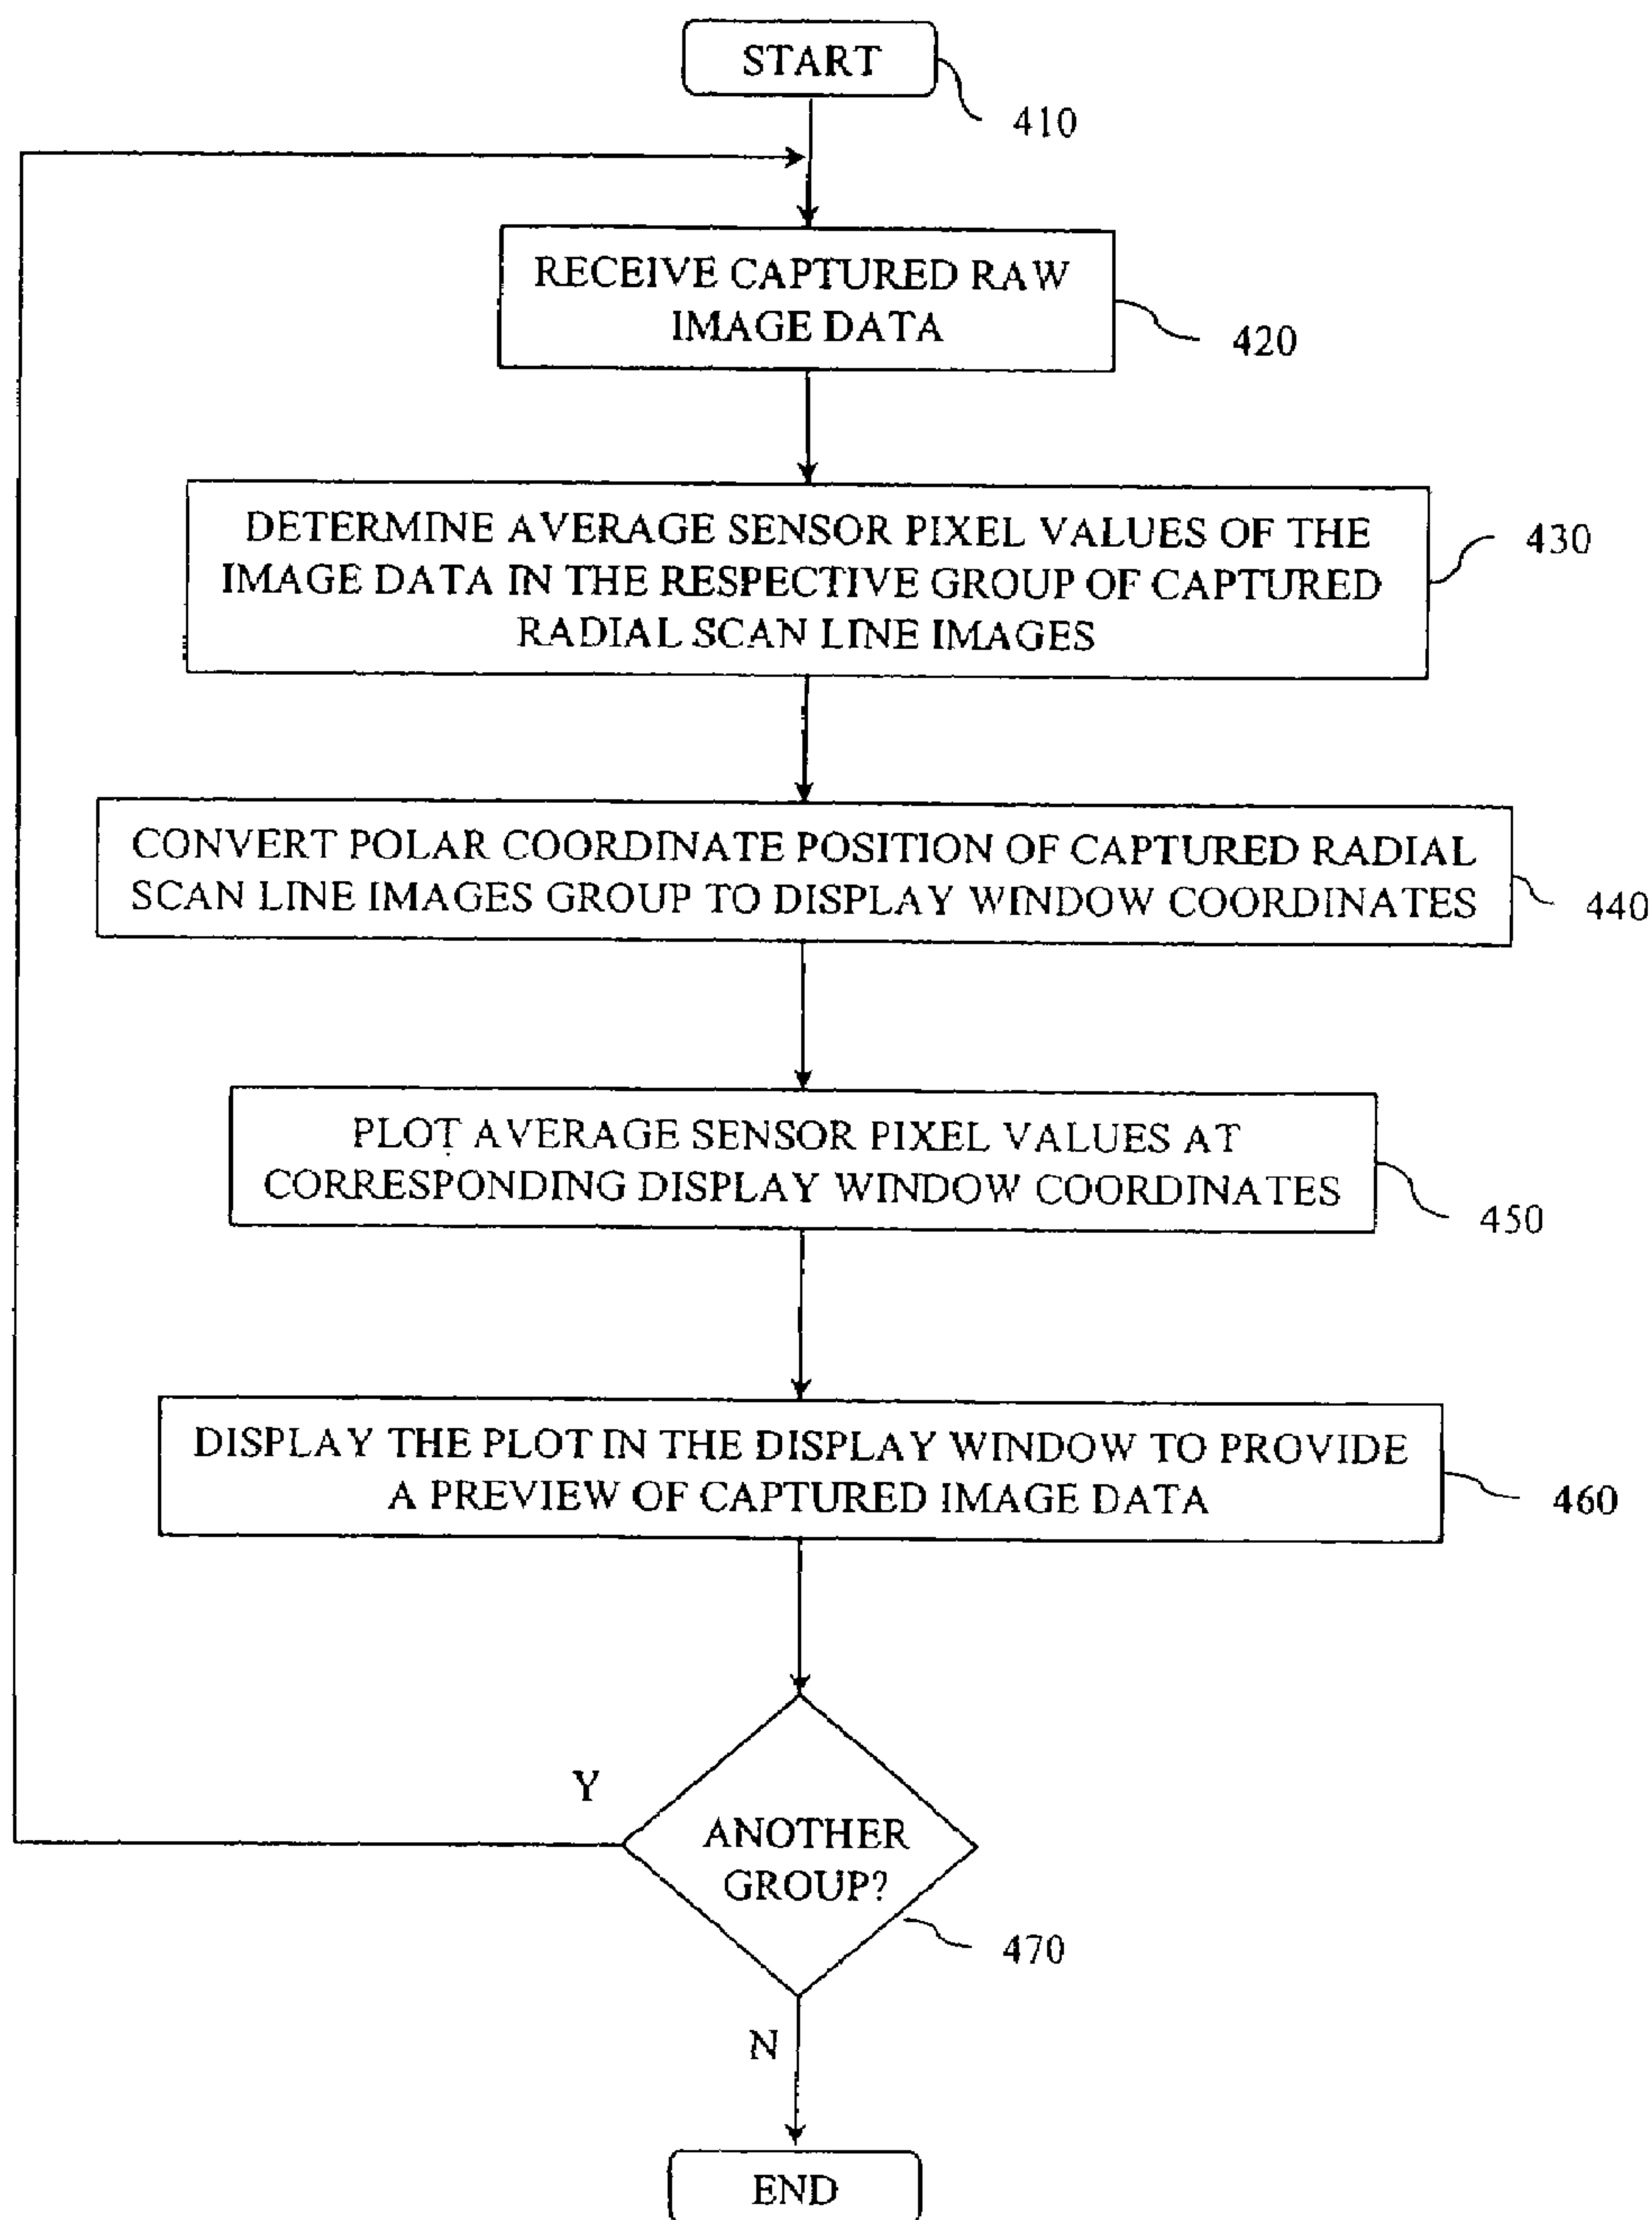 START
410
RECEIVE CAPTURED RAW
IMAGE DATA
420
DETERMINE AVERAGE SENSOR PIXEL VALUES OF THE
IMAGE DATA IN THE RESPECTIVE GROUP OF CAPTURED
RADIAL SCAN LINE IMAGES
430
CONVERT POLAR COORDINATE POSITION OF CAPTURED RADIAL
SCAN LINE IMAGES GROUP TO DISPLAY WINDOW COORDINATES
440
PLOT AVERAGE SENSOR PIXEL VALUES AT
CORRESPONDING DISPLAY WINDOW COORDINATES
450
DISPLAY THE PLOT IN THE DISPLAY WINDOW TO PROVIDE
A PREVIEW OF CAPTURED IMAGE DATA
460
Y
ANOTHER
GROUP?
470
N
END